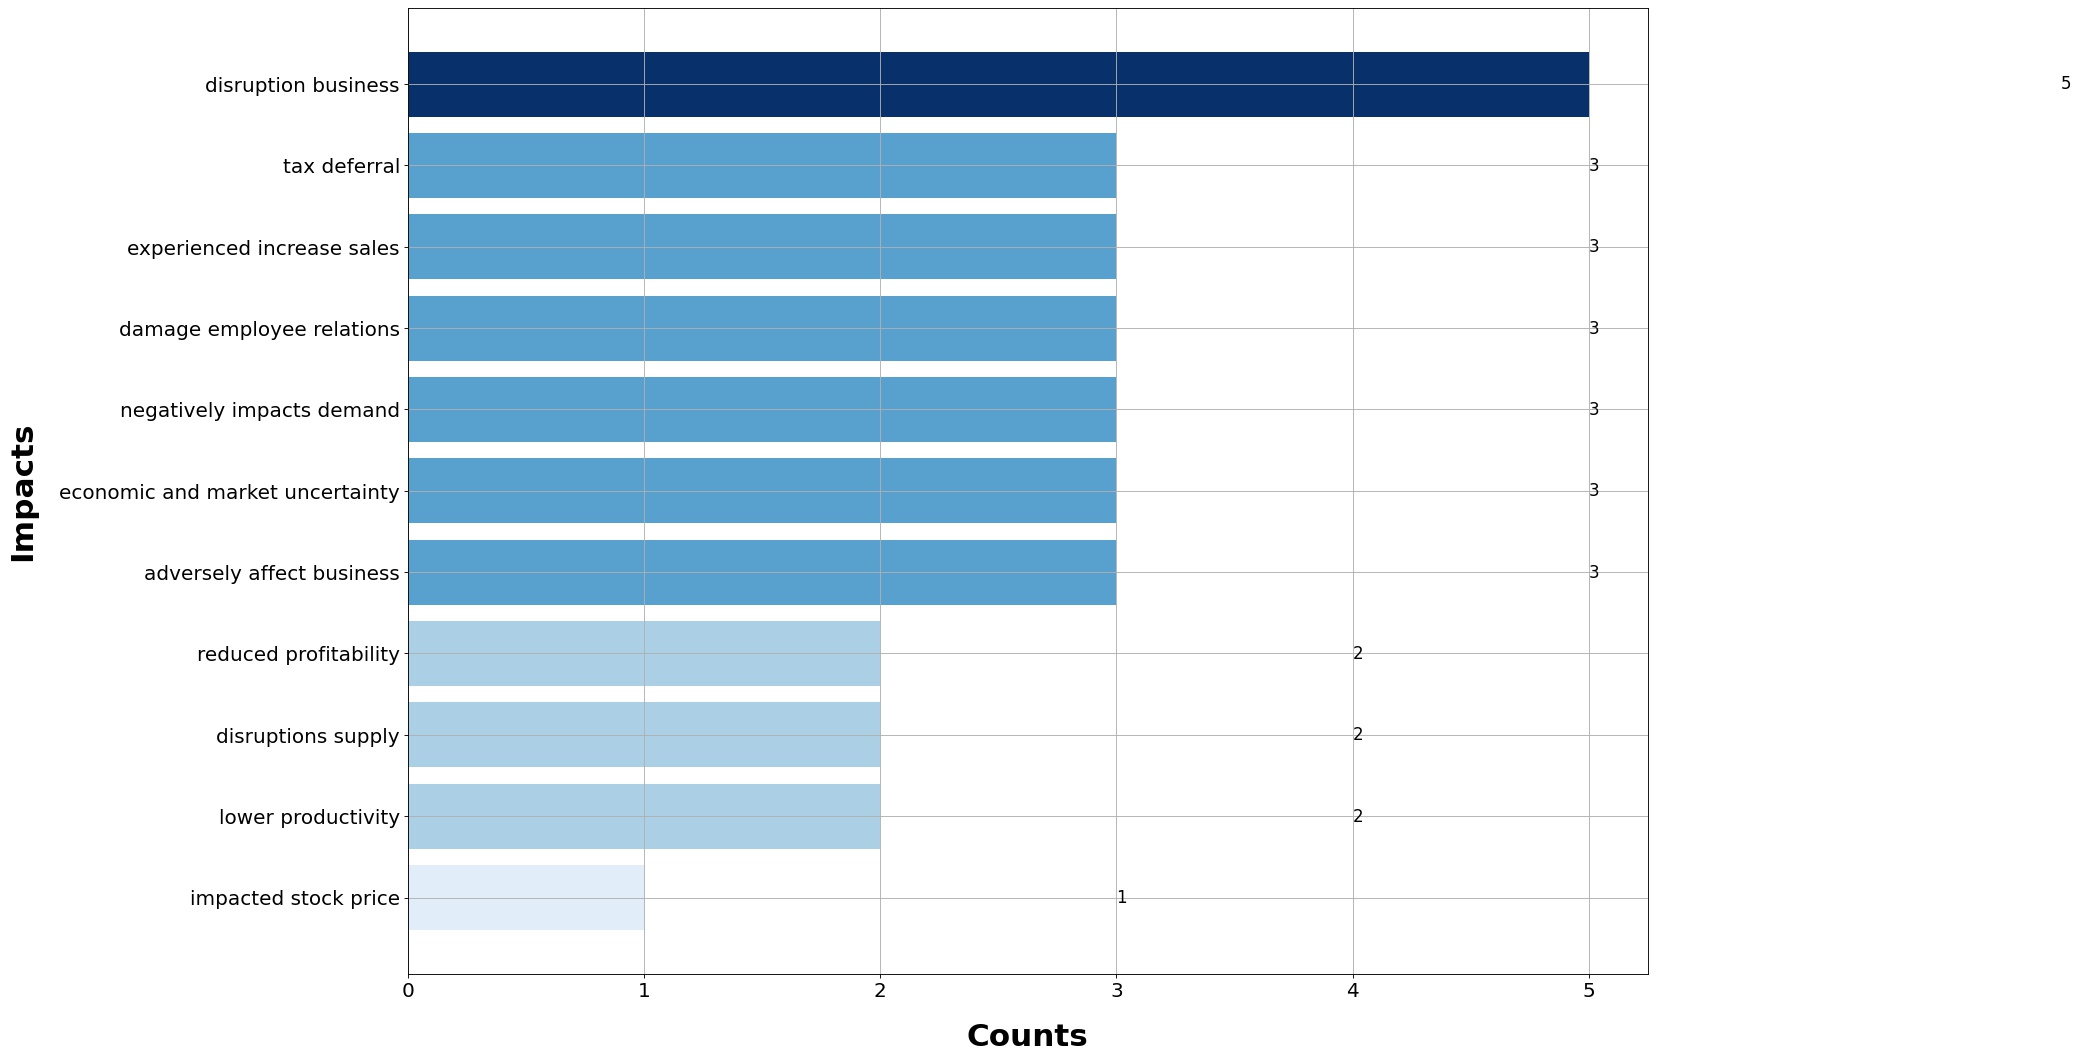 disruption business 5
tax deferral 3
experienced increase sales 3
damage employee relations 3
negatively impacts demand 3
economic and market uncertainty 3
adversely affect business 3
reduced profitability 2
disruptions supply 2
lower productivity 2
impacted stock price 1
0 1 2 3 4 5
Counts
Impacts